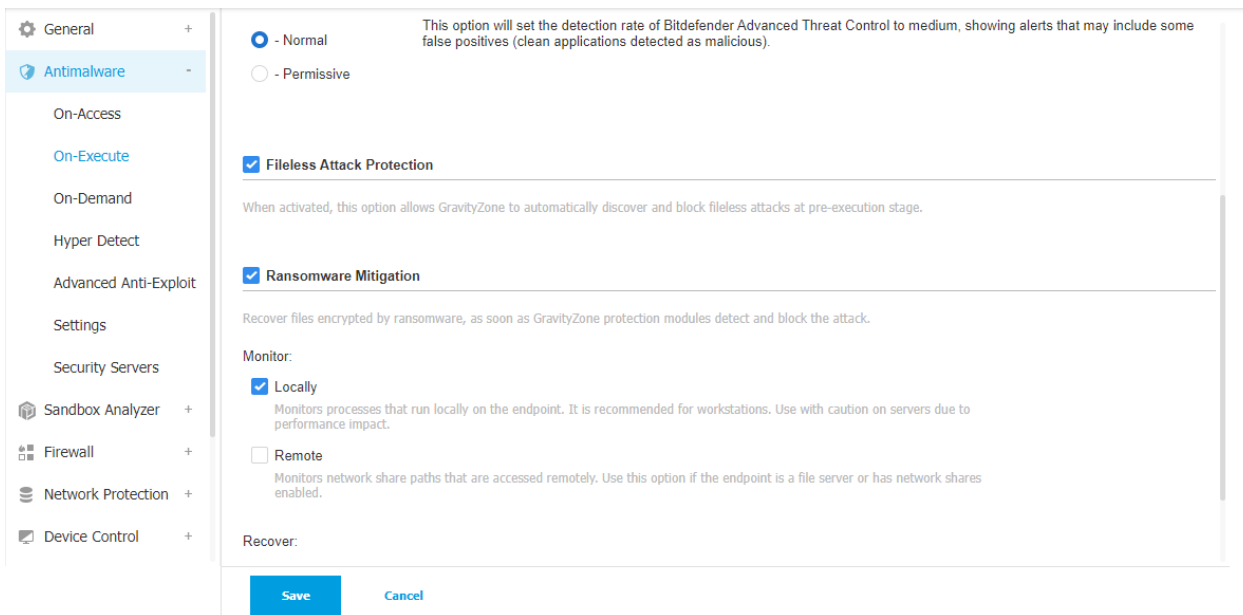 General +
Antimalware -
On-Access
On-Execute
On-Demand
Hyper Detect
Advanced Anti-Exploit
Settings
Security Servers
Sandbox Analyzer +
Firewall +
Network Protection +
Device Control +
- Normal
This option will set the detection rate of Bitdefender Advanced Threat Control to medium, showing alerts that may include some
false positives (clean applications detected as malicious).
- Permissive
Fileless Attack Protection
When activated, this option allows GravityZone to automatically discover and block fileless attacks at pre-execution stage.
Ransomware Mitigation
Recover files encrypted by ransomware, as soon as GravityZone protection modules detect and block the attack.
Monitor:
Locally
Monitors processes that run locally on the endpoint. It is recommended for workstations. Use with caution on servers due to
performance impact.
Remote
Monitors network share paths that are accessed remotely. Use this option if the endpoint is a file server or has network shares
enabled.
Recover:
Save Cancel